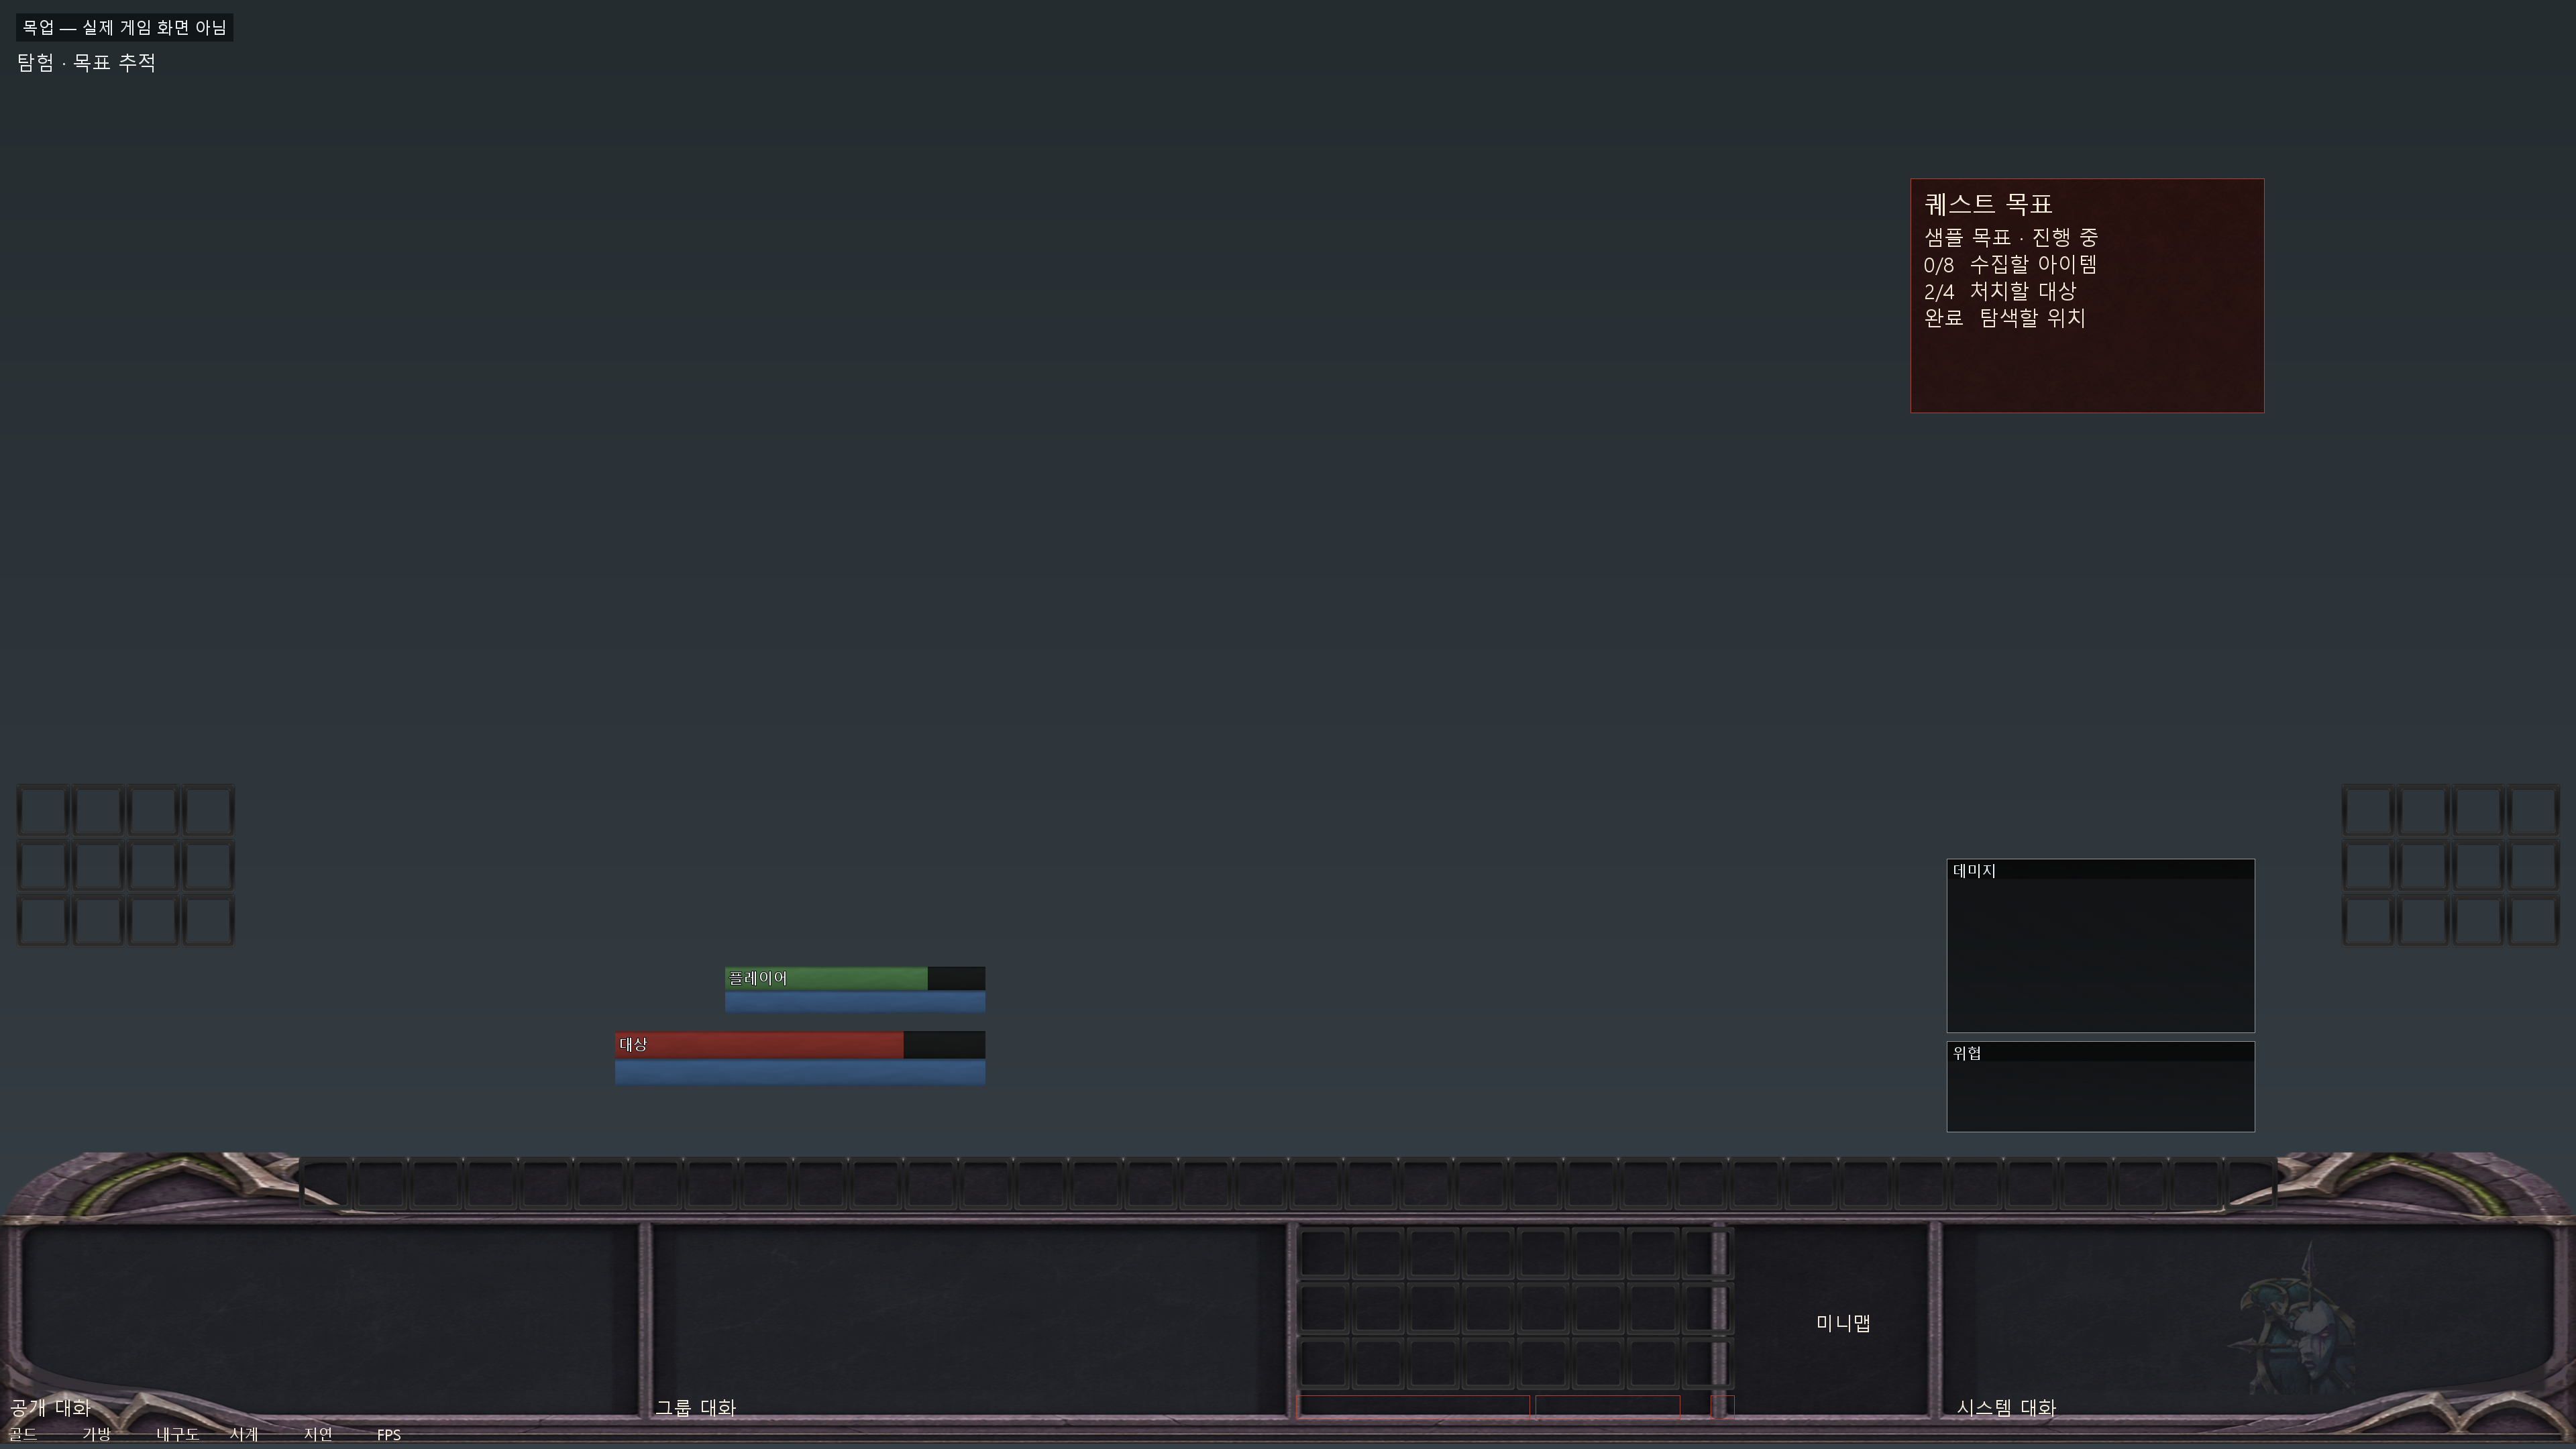 목업 — 실제 게임 화면 아님
탐험 · 목표 추적
퀘스트 목표
샘플 목표 · 진행 중
0/8 수집할 아이템
2/4 처치할 대상
완료 탐색할 위치
데미지
플레이어
대상
위협
미니맵
공개 대화
그룹 대화
시스템 대화
골드 가방 내구도 시계 지연 FPS